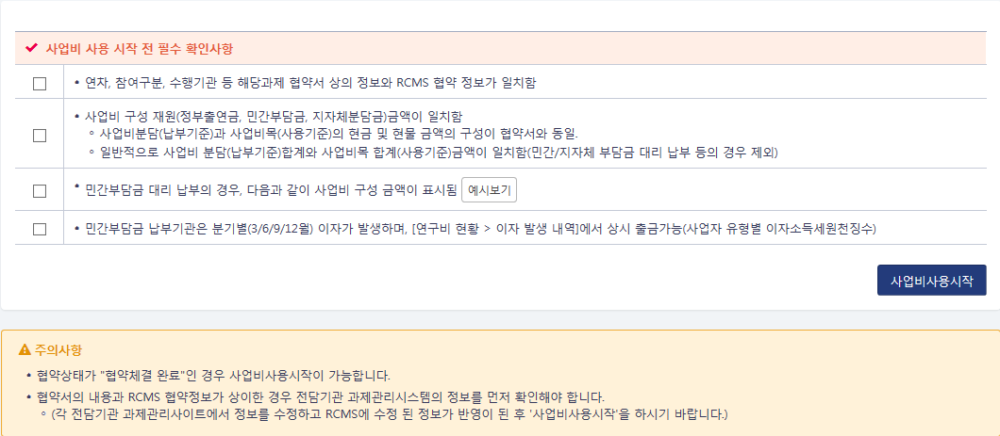 사업비 사용 시작 전 필수 확인사항
• 연차, 참여구분, 수행기관 등 해당과제 협약서 상의 정보와 RCMS 협약 정보가 일치함
• 사업비 구성 재원(정부출연금, 민간부담금, 지자체분담금)금액이 일치함
◦ 사업비분담(납부기준)과 사업비목(사용기준)의 현금 및 현물 금액의 구성이 협약서와 동일.
◦ 일반적으로 사업비 분담(납부기준)합계와 사업비목 합계(사용기준)금액이 일치함(민간/지자체 부담금 대리 납부 등의 경우 제외)
• 민간부담금 대리 납부의 경우, 다음과 같이 사업비 구성 금액이 표시됨 예시보기
• 민간부담금 납부기관은 분기별(3/6/9/12월) 이자가 발생하며, [연구비 현황 > 이자 발생 내역]에서 상시 출금가능(사업자 유형별 이자소득세원천징수)
사업비사용시작
주의사항
• 협약상태가 "협약체결 완료"인 경우 사업비사용시작이 가능합니다.
• 협약서의 내용과 RCMS 협약정보가 상이한 경우 전담기관 과제관리시스템의 정보를 먼저 확인해야 합니다.
◦ (각 전담기관 과제관리사이트에서 정보를 수정하고 RCMS에 수정 된 정보가 반영이 된 후 '사업비사용시작'을 하시기 바랍니다.)